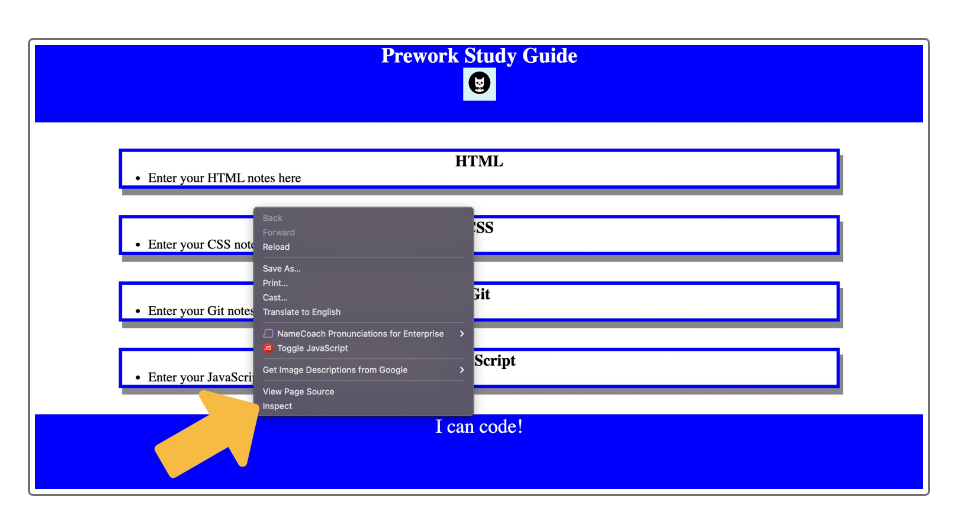 Prework Study Guide
HTML
• Enter your HTML notes here
SS
• Enter your CSS note
Git
• Enter your Git notes
Script
• Enter your JavaScri
I can code!
Back
Forward
Reload
Save As...
Print...
Cast...
Translate to English
NameCoach Pronunciations for Enterprise
JS Toggle JavaScript
Get Image Descriptions from Google
View Page Source
Inspect